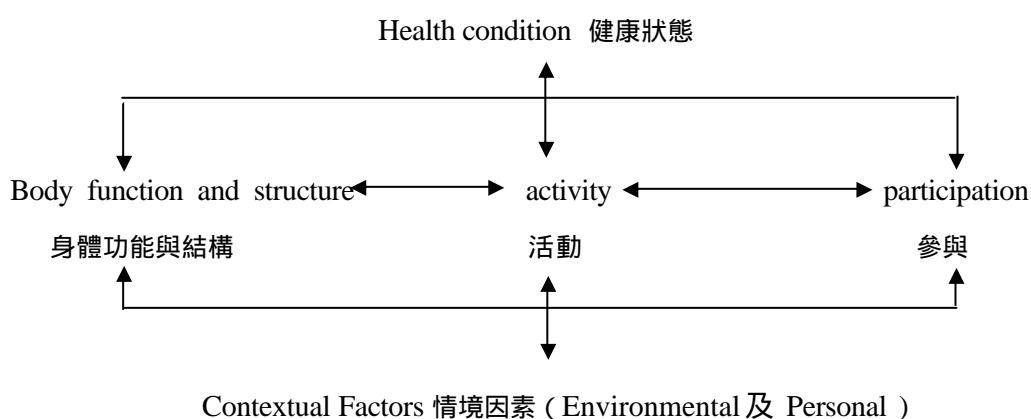 Health condition 健康狀態
Body function and structure activity participation
身體功能與結構 活動 參與
Contextual Factors 情境因素 ( Environmental 及 Personal )